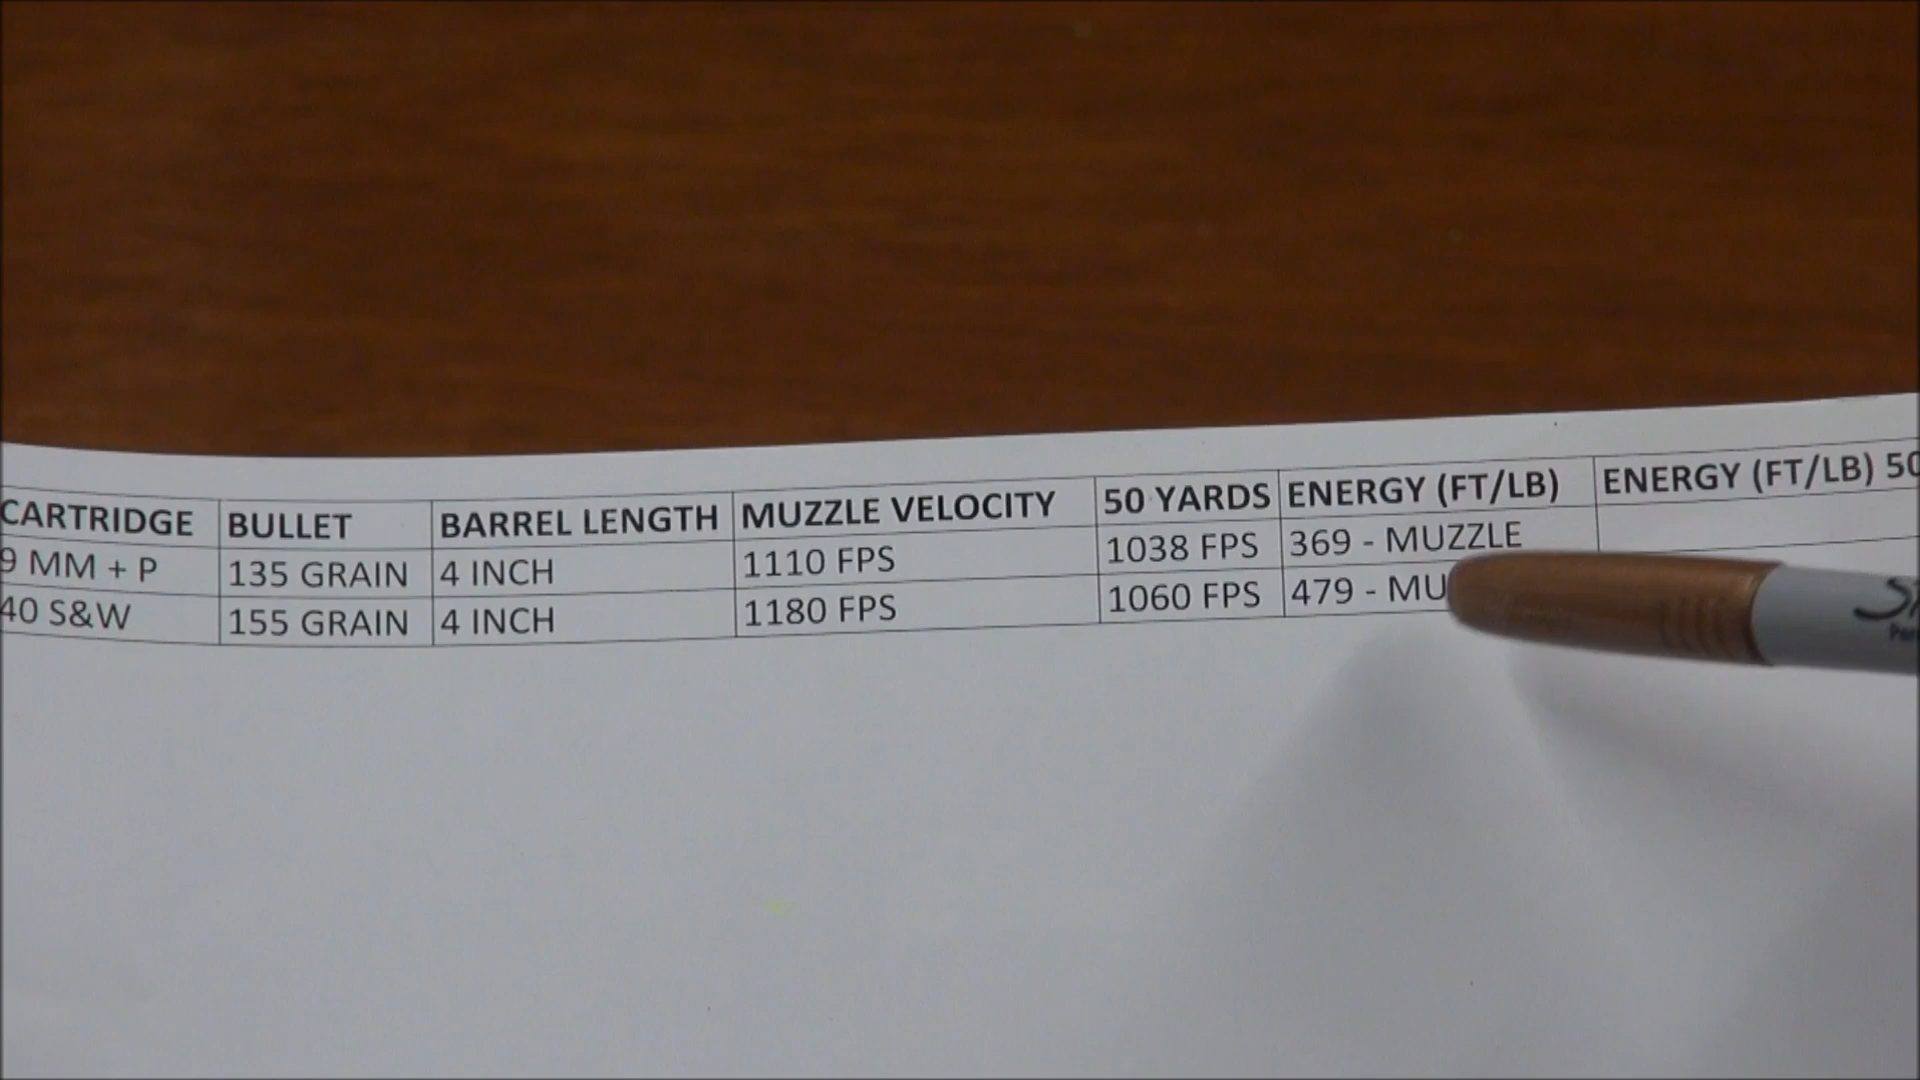 CARTRIDGE BULLET BARREL LENGTH MUZZLE VELOCITY 50 YARDS ENERGY (FT/LB) ENERGY (FT/LB) 50
9 MM + P 135 GRAIN 4 INCH 1110 FPS 1038 FPS 369 - MUZZLE
40 S&W 155 GRAIN 4 INCH 1180 FPS 1060 FPS 479 - MU